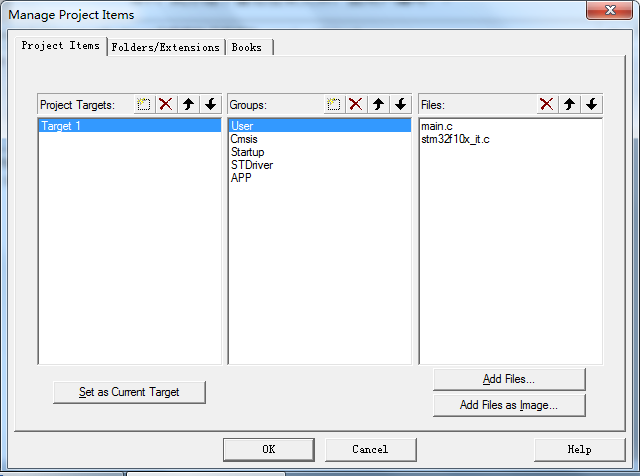 Manage Project Items
Project Items Folders/Extensions Books
Project Targets: Groups: Files:
Target 1
User
Cmsis
Startup
STDriver
APP
main.c
stm32f10x_it.c
Set as Current Target
Add Files...
Add Files as Image...
OK Cancel Help